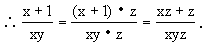 ∴ x + 1 / xy = (x + 1) • z / xy • z = xz + z / xyz .